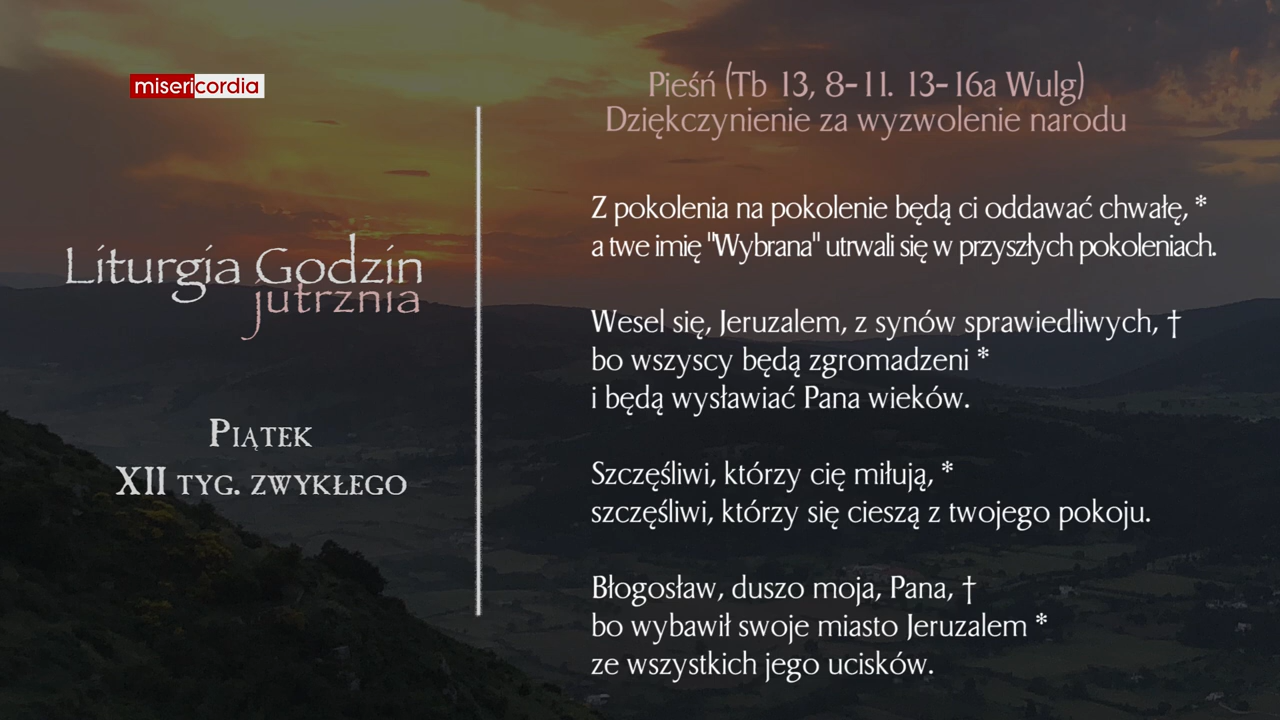 misericordia
Liturgia Godzin
jutrznia
Piątek
XII tyg. zwykłego
Pieśń (Tb 13, 8-11. 13-16a Wulg)
Dziękczynienie za wyzwolenie narodu
Z pokolenia na pokolenie będą ci oddawać chwałę, *
a twe imię "Wybrana" utrwali się w przyszłych pokoleniach.
Wesel się, Jeruzalem, z synów sprawiedliwych, †
bo wszyscy będą zgromadzeni *
i będą wysławiać Pana wieków.
Szczęśliwi, którzy cię miłują, *
szczęśliwi, którzy się cieszą z twojego pokoju.
Błogosław, duszo moja, Pana, †
bo wybawił swoje miasto Jeruzalem *
ze wszystkich jego ucisków.